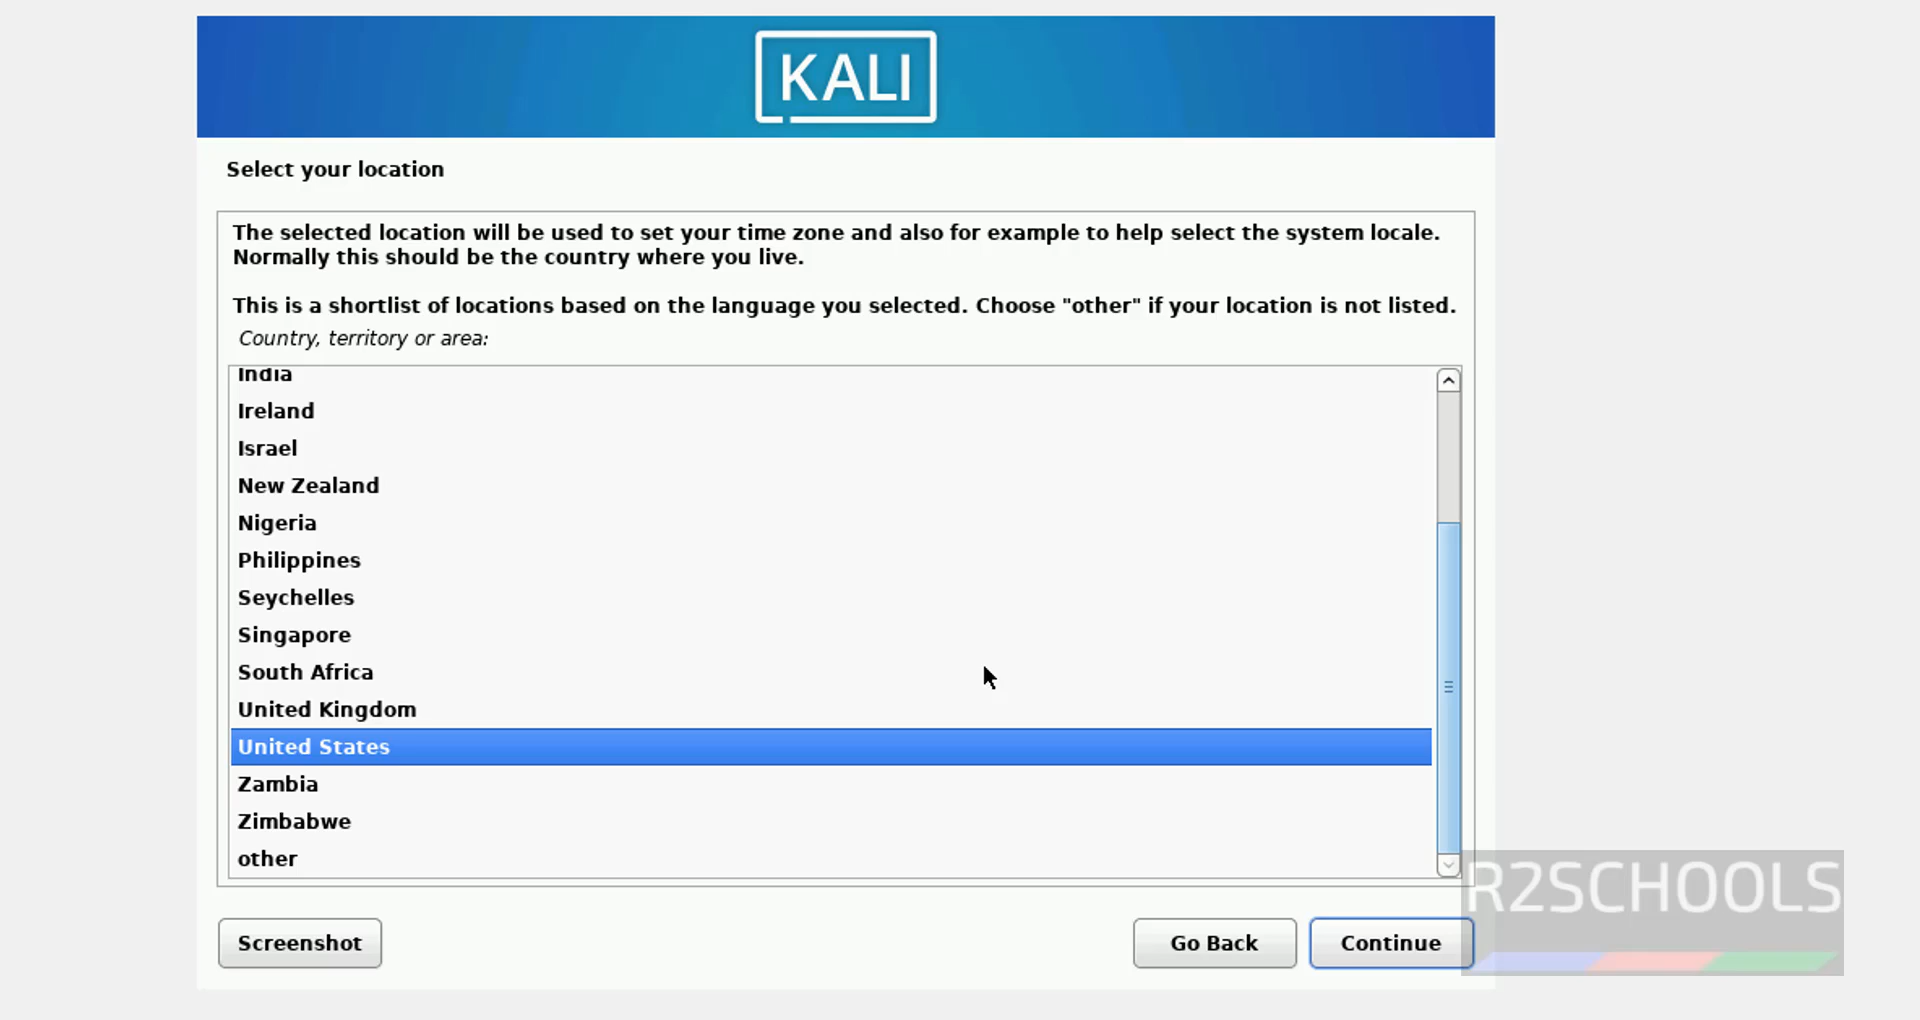 KALI
Select your location
The selected location will be used to set your time zone and also for example to help select the system locale.
Normally this should be the country where you live.
This is a shortlist of locations based on the language you selected. Choose "other" if your location is not listed.
Country, territory or area:
India
Ireland
Israel
New Zealand
Nigeria
Philippines
Seychelles
Singapore
South Africa
United Kingdom
United States
Zambia
Zimbabwe
other
Screenshot
Go Back
Continue
R2SCHOOLS